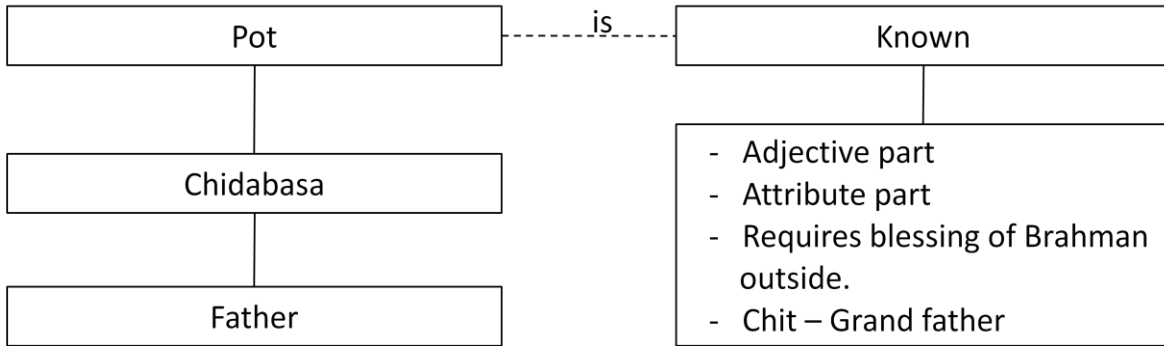 Pot
is
Known
Chidabasa
Father
- Adjective part
- Attribute part
- Requires blessing of Brahman
outside.
- Chit – Grand father